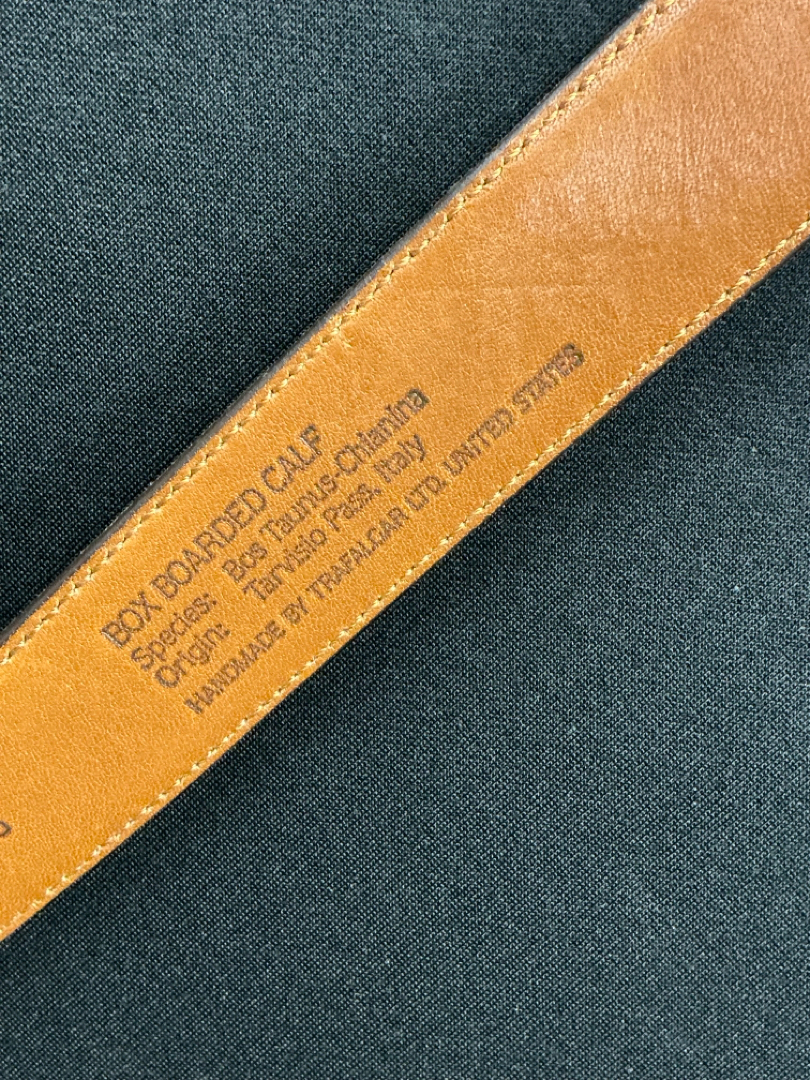 BOX BOARDED CALF
Species: Bos Taurus-Chianina
Origin: Tarvisio Pass, Italy
HANDMADE BY TRAFALGAR LTD. UNITED STATES